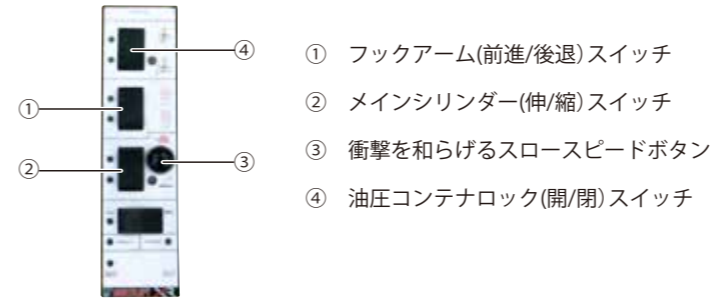 ④
①
②
③
① フックアーム(前進/後退)スイッチ
② メインシリンダー(伸/縮)スイッチ
③ 衝撃を和らげるスロースピードボタン
④ 油圧コンテナロック(開/閉)スイッチ